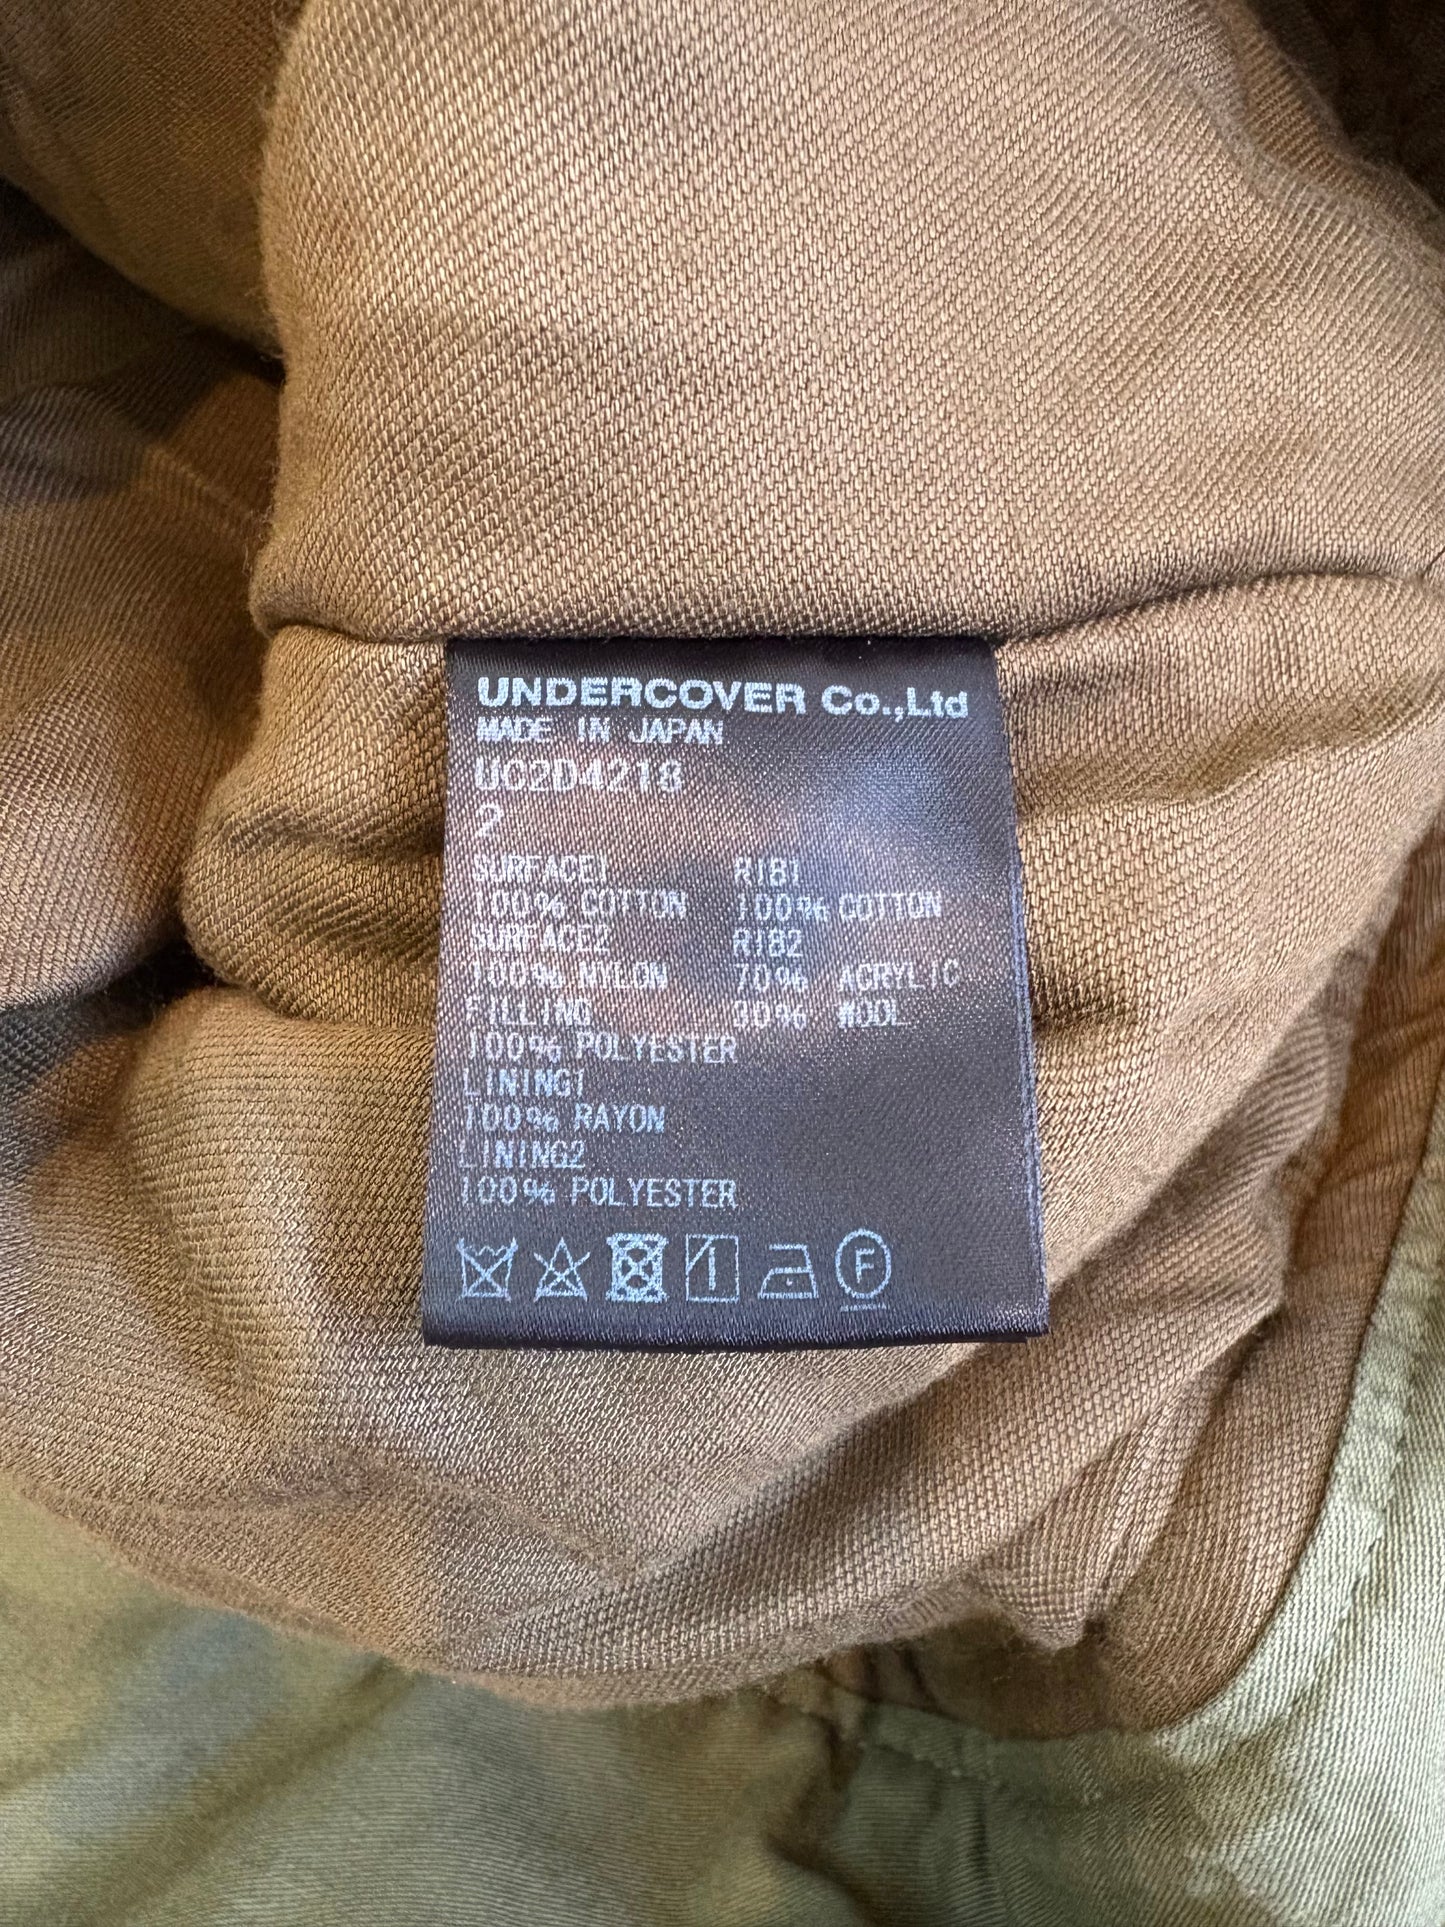 UNDERCOVER Co.,Ltd
MADE IN JAPAN
UC2D4218
2
SURFACE1
100% COTTON
SURFACE2
100% NYLON
FILLING
100% POLYESTER
LINING1
100% RAYON
LINING2
100% POLYESTER
RIB1
100% COTTON
RIB2
70% ACRYLIC
30% WOOL
F